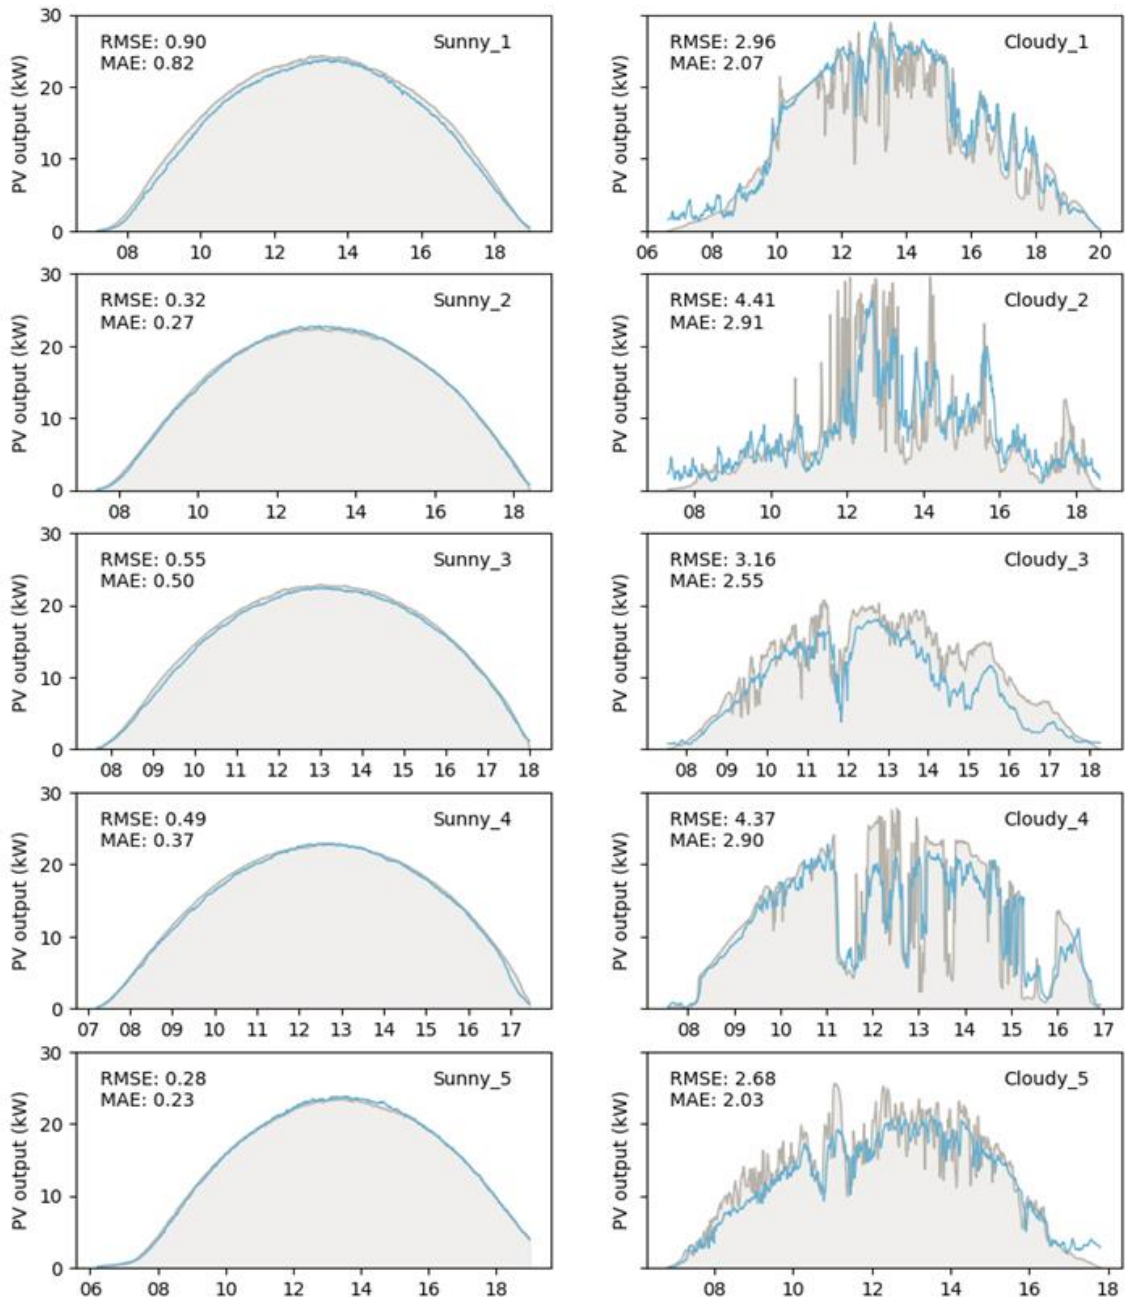 30
RMSE: 0.90
Sunny_1
MAE: 0.82
20
10
0
PV output (kW)
08 10 12 14 16 18
RMSE: 2.96
Cloudy_1
MAE: 2.07
PV output (kW)
06 08 10 12 14 16 18 20
30
RMSE: 0.32
Sunny_2
MAE: 0.27
20
10
0
PV output (kW)
08 10 12 14 16 18
RMSE: 4.41
Cloudy_2
MAE: 2.91
PV output (kW)
08 10 12 14 16 18
30
RMSE: 0.55
Sunny_3
MAE: 0.50
20
10
0
PV output (kW)
08 09 10 11 12 13 14 15 16 17 18
RMSE: 3.16
Cloudy_3
MAE: 2.55
PV output (kW)
08 09 10 11 12 13 14 15 16 17 18
30
RMSE: 0.49
Sunny_4
MAE: 0.37
20
10
0
PV output (kW)
07 08 09 10 11 12 13 14 15 16 17
RMSE: 4.37
Cloudy_4
MAE: 2.90
PV output (kW)
08 09 10 11 12 13 14 15 16 17
30
RMSE: 0.28
Sunny_5
MAE: 0.23
20
10
0
PV output (kW)
06 08 10 12 14 16 18
RMSE: 2.68
Cloudy_5
MAE: 2.03
PV output (kW)
08 10 12 14 16 18